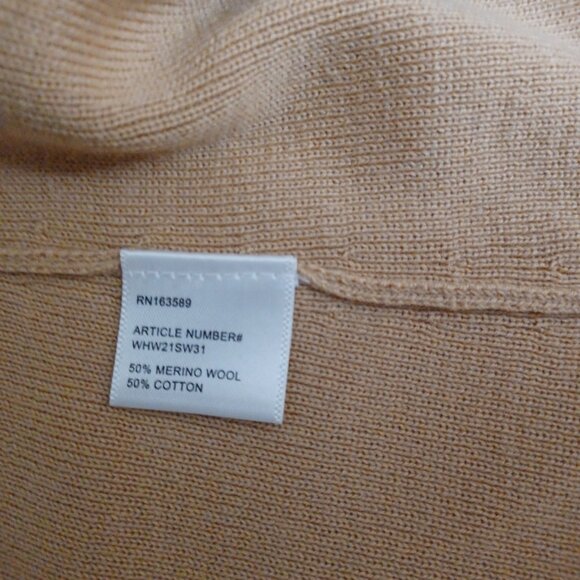 RN163589
ARTICLE NUMBER#
WHW21SW31
50% MERINO WOOL
50% COTTON